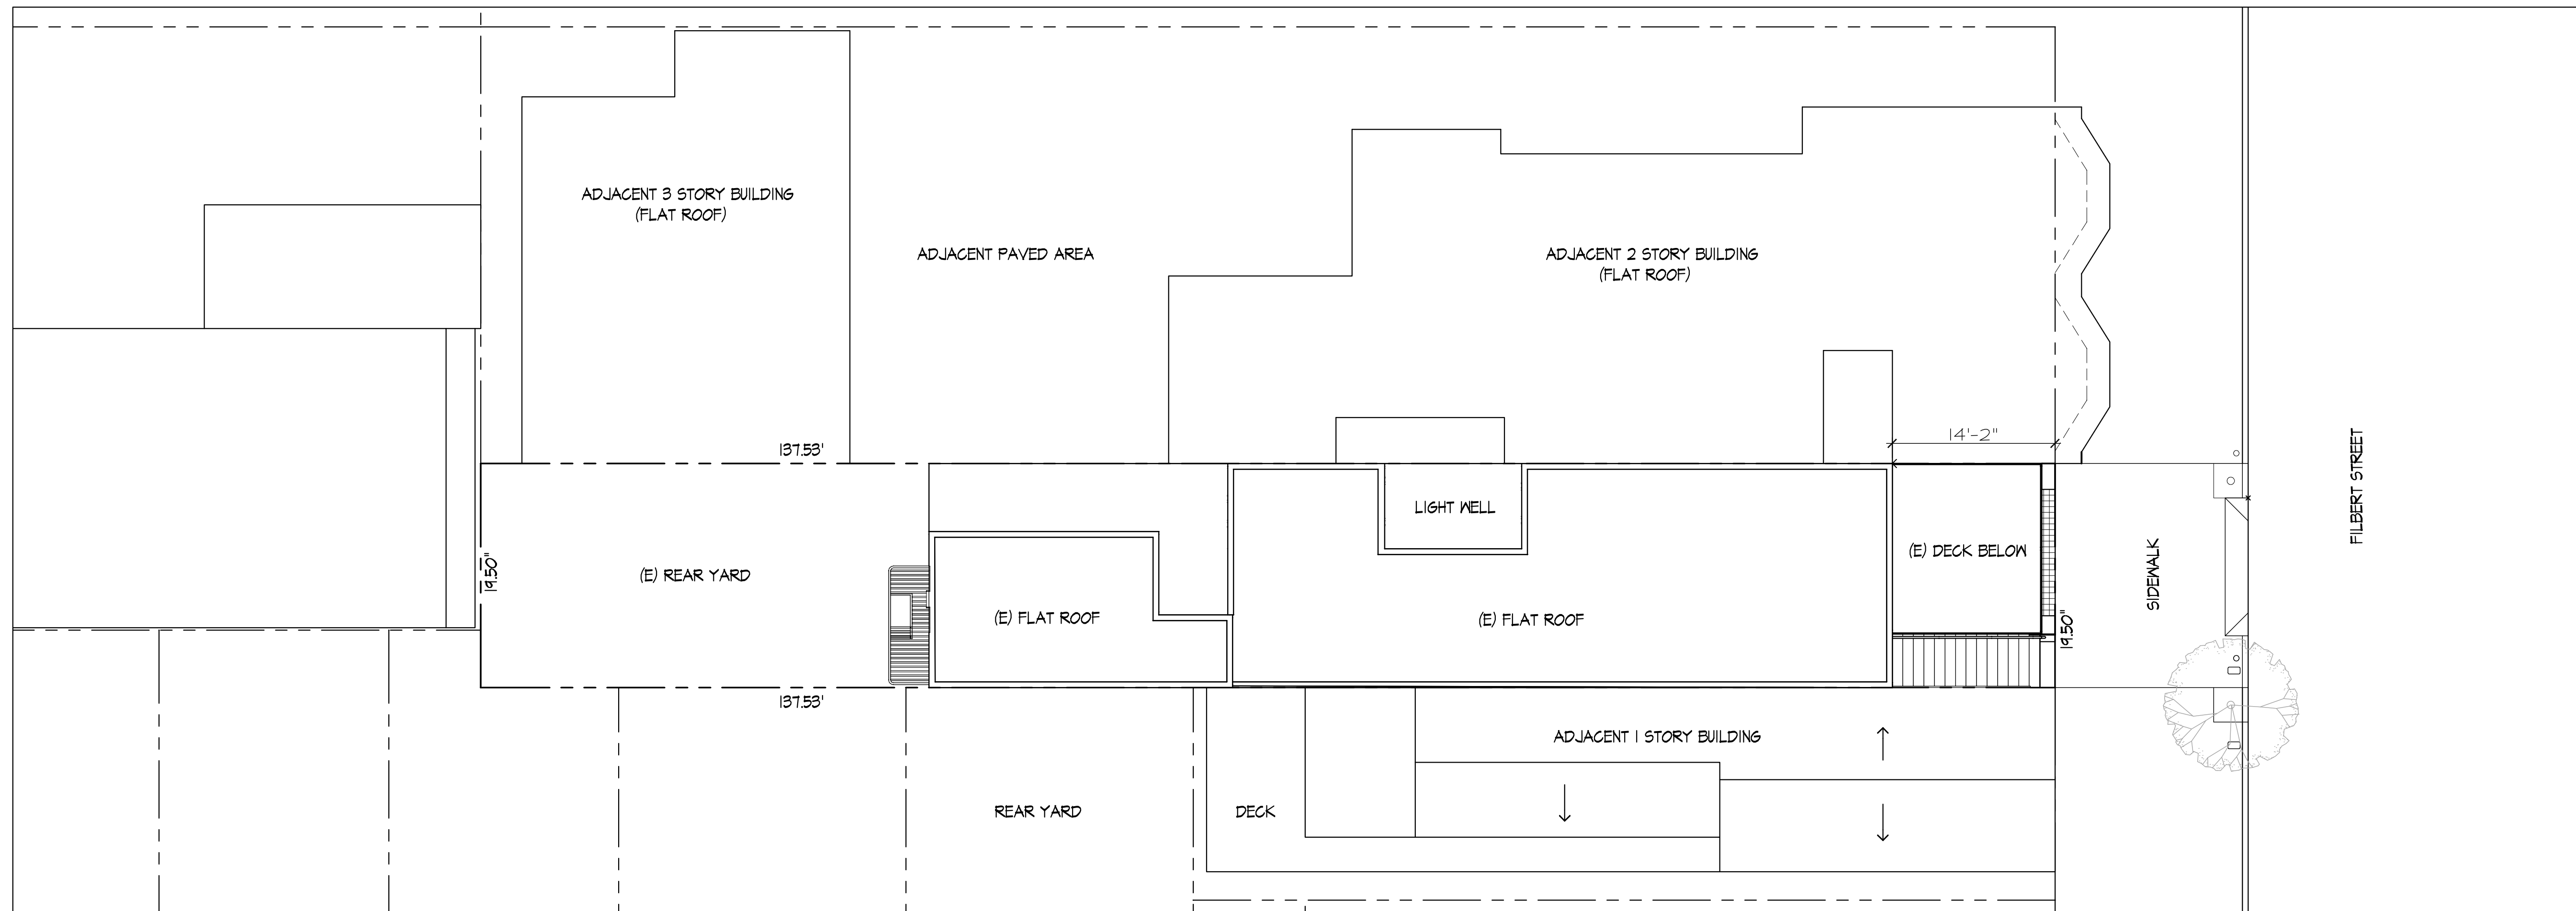 ADJACENT 3 STORY BUILDING
(FLAT ROOF)
ADJACENT PAVED AREA
ADJACENT 2 STORY BUILDING
(FLAT ROOF)
137.53'
14'-2"
FILBERT STREET
LIGHT WELL
(E) DECK BELOW
SIDEWALK
19.50"
(E) REAR YARD
(E) FLAT ROOF
(E) FLAT ROOF
19.50"
137.53'
ADJACENT 1 STORY BUILDING
REAR YARD
DECK